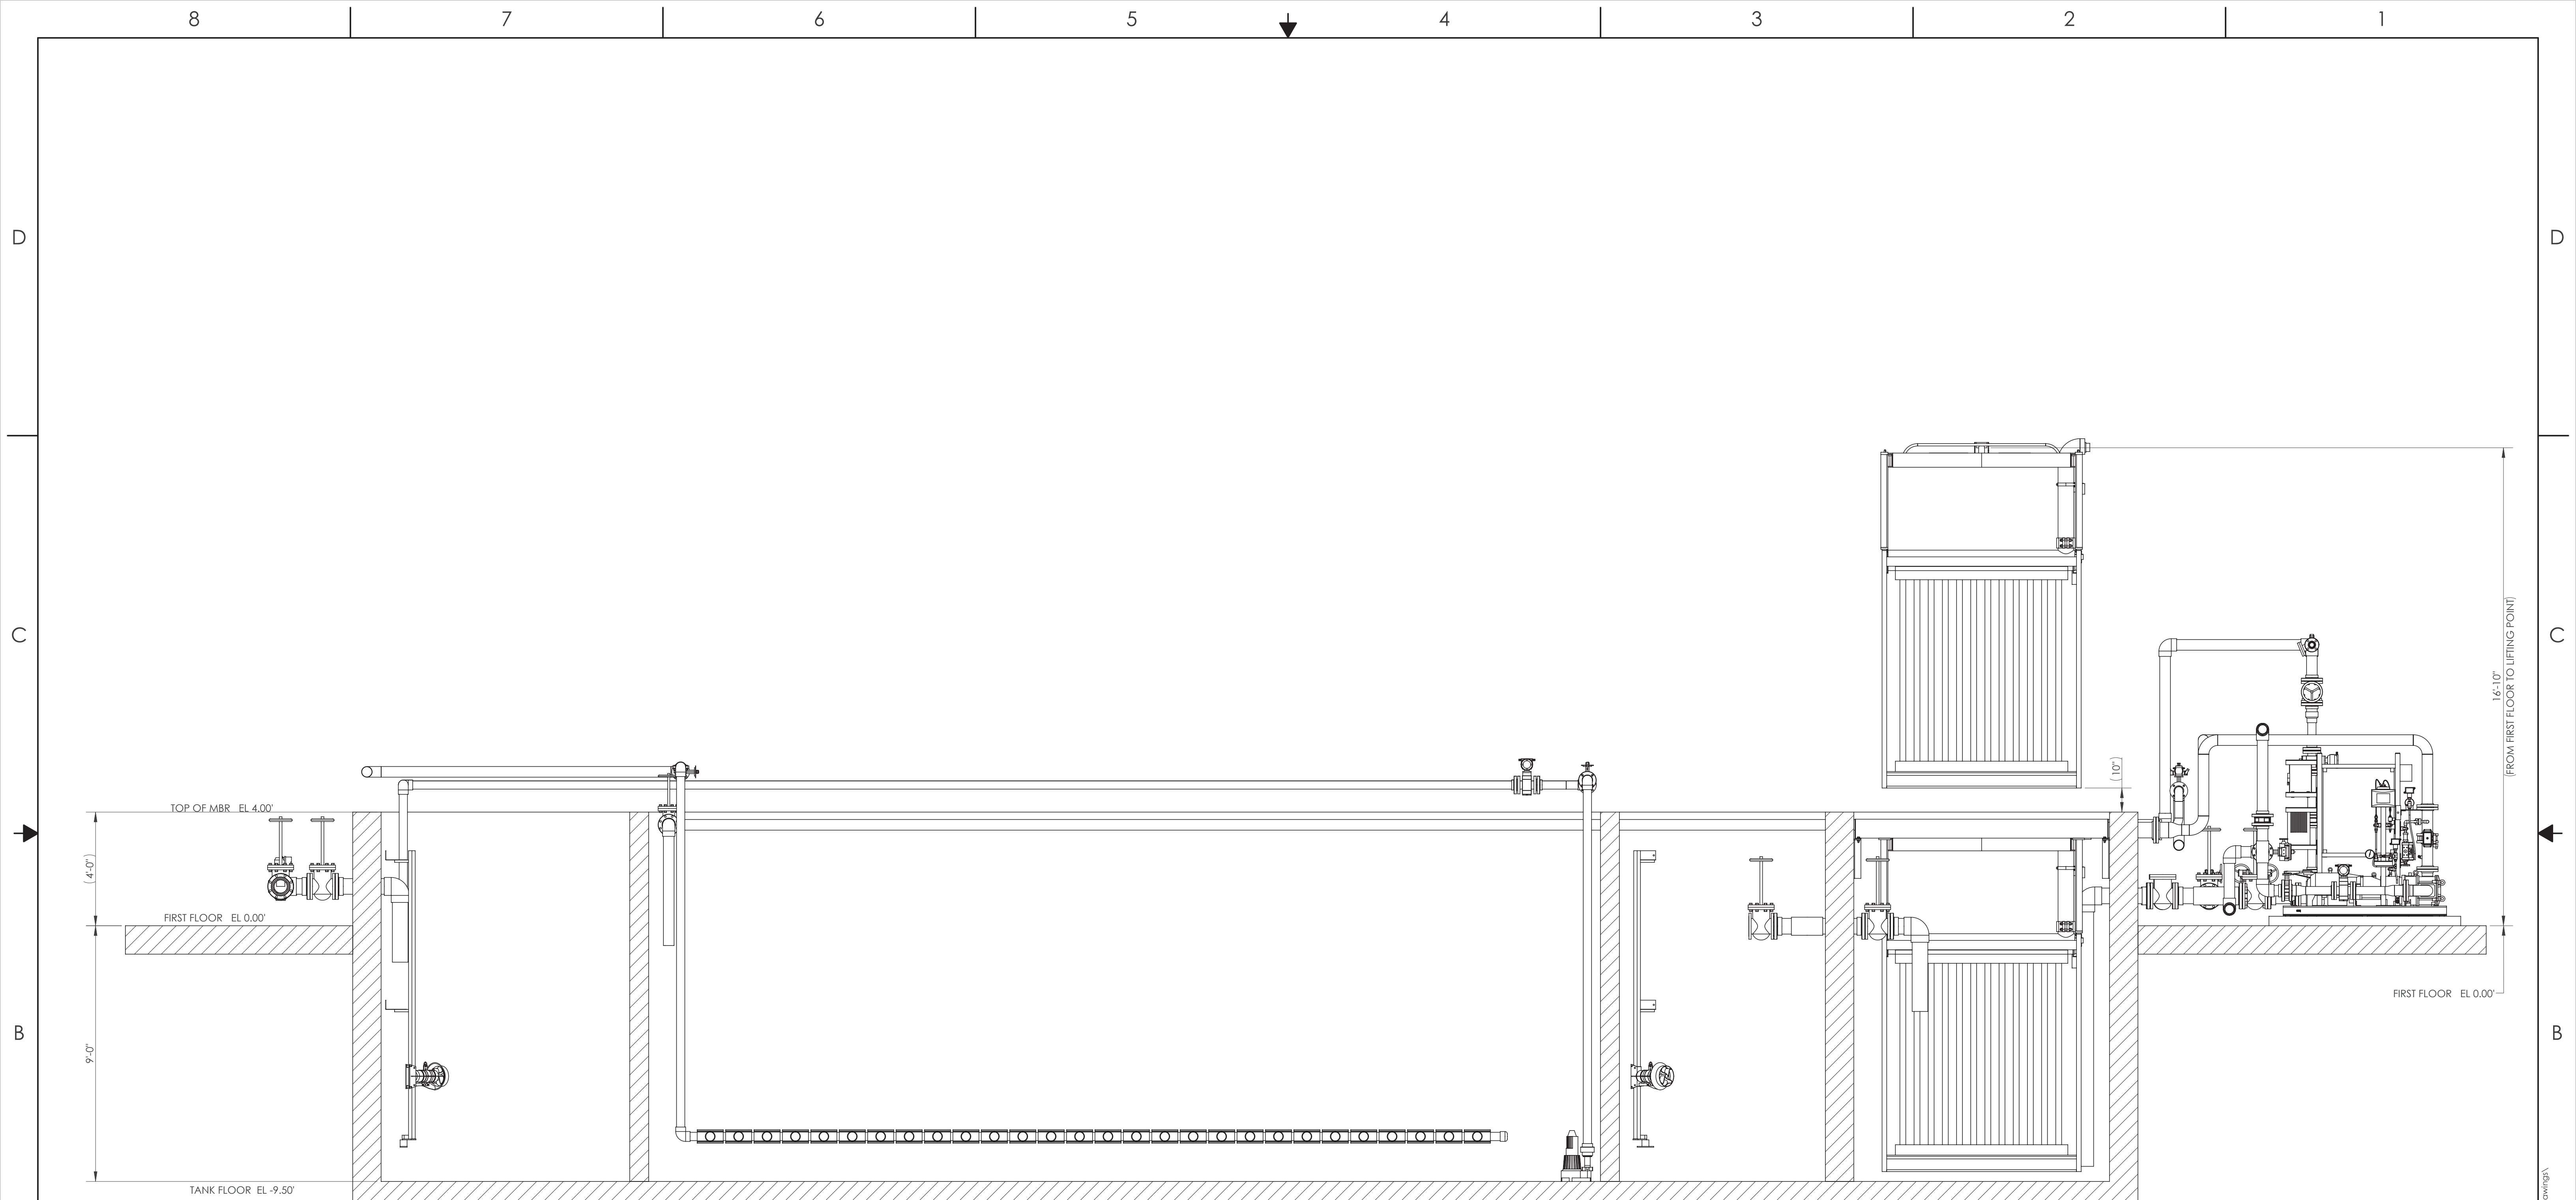 8 7 6 5 4 3 2 1
D D
C C
16'-10"
(FROM FIRST FLOOR TO LIFTING POINT)
( 10" )
TOP OF MBR EL 4.00'
( 4'-0" )
FIRST FLOOR EL 0.00'
FIRST FLOOR EL 0.00'
B B
9'-0"
TANK FLOOR EL -9.50'